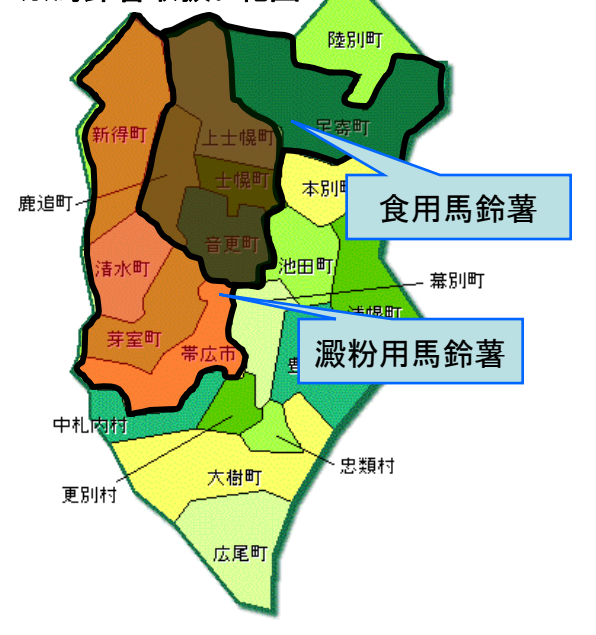 陸別町
足寄町
新得町
上士幌町
士幌町
鹿追町
本別町
食用馬鈴薯
音更町
清水町
池田町
幕別町
浦幌町
芽室町
帯広市
澱粉用馬鈴薯
中札内村
忠類村
大樹町
更別村
広尾町